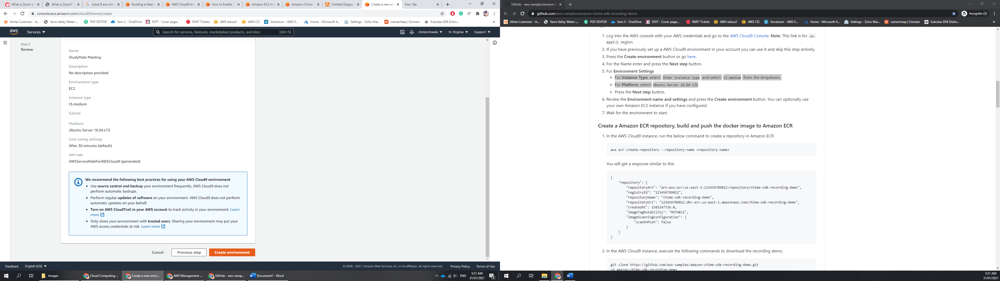 What is Zoom an
What is Zoom? T
cloud 9 aws chim
Building a Meeti
AWS Cloud9 Am
How to Enable C
Amazon EC2 Inst
Amazon Chime S
Untitled Diagram
Create a new en
New Tab
console.aws.amazon.com/cloud9/home/create
Alinta Customer - A...
Yarra Valley Water :...
PDF EDITOR
Sem 3 - OneDrive
EDIT - Cover page...
RMIT Tickets
AWS educa1
AWS CIC
Vocareum - AWS E...
Home - Microsoft A...
Settings - Zoho Mai...
namecheap | Domain
Subclass 858 Distin...
aws
Services
Search for services, features, marketplace products, and docs
[Alt+S]
chetanchawla
N. Virginia
Support
Step 3
Review
Name
StudyMate Meeting
Description
No description provided
Environment type
EC2
Instance type
t3.medium
Subnet
Platform
Ubuntu Server 18.04 LTS
Cost-saving settings
After 30 minutes (default)
IAM role
AWSServiceRoleForAWSCloud9 (generated)
We recommend the following best practices for using your AWS Cloud9 environment
• Use source control and backup your environment frequently. AWS Cloud9 does not
perform automatic backups.
• Perform regular updates of software on your environment. AWS Cloud9 does not perform
automatic updates on your behalf.
• Turn on AWS CloudTrail in your AWS account to track activity in your environment. Learn
more
• Only share your environment with trusted users. Sharing your environment may put your
AWS access credentials at risk. Learn more
Cancel
Previous step
Create environment
Feedback
English (US)
© 2008 - 2021, Amazon Web Services, Inc. or its affiliates. All rights reserved.
Privacy Policy
Terms of Use
Images
Cloud Computing ...
Create a new envir...
AWS Management ...
GitHub - aws-samp...
Document1 - Word
ENG
5:21 AM
31/01/2021
2
GitHub - aws-samples/amazon-c
github.com/aws-samples/amazon-chime-sdk-recording-demo
Incognito (2)
Alinta Customer - A...
Yarra Valley Water :...
PDF EDITOR
Sem 3 - OneDrive
EDIT - Cover page...
RMIT Tickets
AWS educa1
AWS CIC
Vocareum - AWS E...
Home - Microsoft A...
Settings - Zoho Mai...
namecheap | Domain
Subclass 858 Distin...
1. Log into the AWS console with your AWS credentials and go to the AWS Cloud9 Console. Note: This link is for us-
east-1 region.
2. If you have previously set up a AWS Cloud9 environment in your account you can use it and skip this step entirely.
3. Press the Create environment button or go here.
4. For the Name enter and press the Next step button.
5. For Environment Settings
For Instance Type, select Other instance type and select t3.medium from the dropdown.
For Platform, select Ubuntu Server 18.04 LTS
Press the Next step button.
6. Review the Environment name and settings and press the Create environment button. You can optionally use
your own Amazon EC2 instance if you have configured.
7. Wait for the environment to start.
Create a Amazon ECR repository, build and push the docker image to Amazon ECR
1. In the AWS Cloud9 instance, run the below command to create a repository in Amazon ECR
aws ecr create-repository --repository-name <repository-name>
You will get a response similar to this
{
"repository": {
"repositoryArn": "arn:aws:ecr:us-east-1:123456789012:repository/chime-sdk-recording-demo",
"registryId": "123456789012",
"repositoryName": "chime-sdk-recording-demo",
"repositoryUri": "123456789012.dkr.ecr.us-east-1.amazonaws.com/chime-sdk-recording-demo",
"createdAt": 1585247726.0,
"imageTagMutability": "MUTABLE",
"imageScanningConfiguration": {
"scanOnPush": false
}
}
}
2. In the AWS Cloud9 instance, execute the following commands to download the recording demo.
git clone https://github.com/aws-samples/amazon-chime-sdk-recording-demo.git
cd amazon-chime-sdk-recording-demo
5:21 AM
31/01/2021